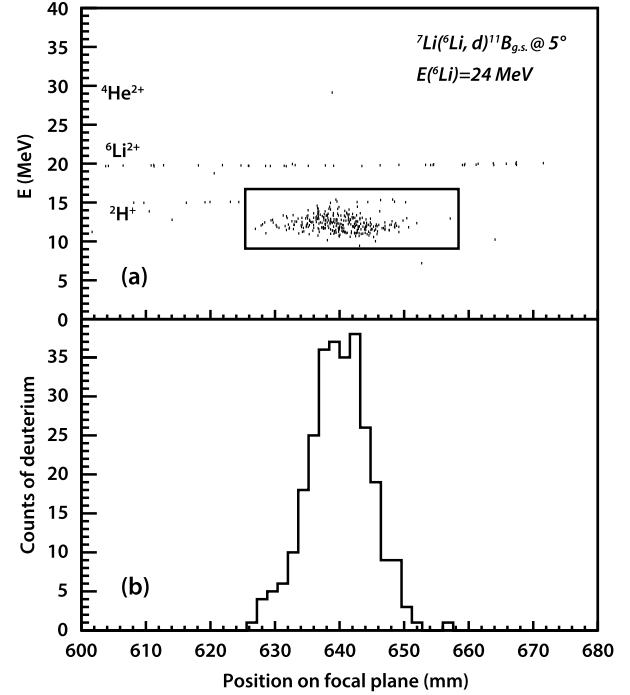 40
35
30
25
20
15
10
5
0
E (MeV)
⁷Li(⁶Li, d)¹¹Bg.s.@ 5°
E(⁶Li)=24 MeV
⁴He²⁺
⁶Li²⁺
²H⁺
(a)
35
30
25
20
15
10
5
0
Counts of deuterium
(b)
600 610 620 630 640 650 660 670 680
Position on focal plane (mm)